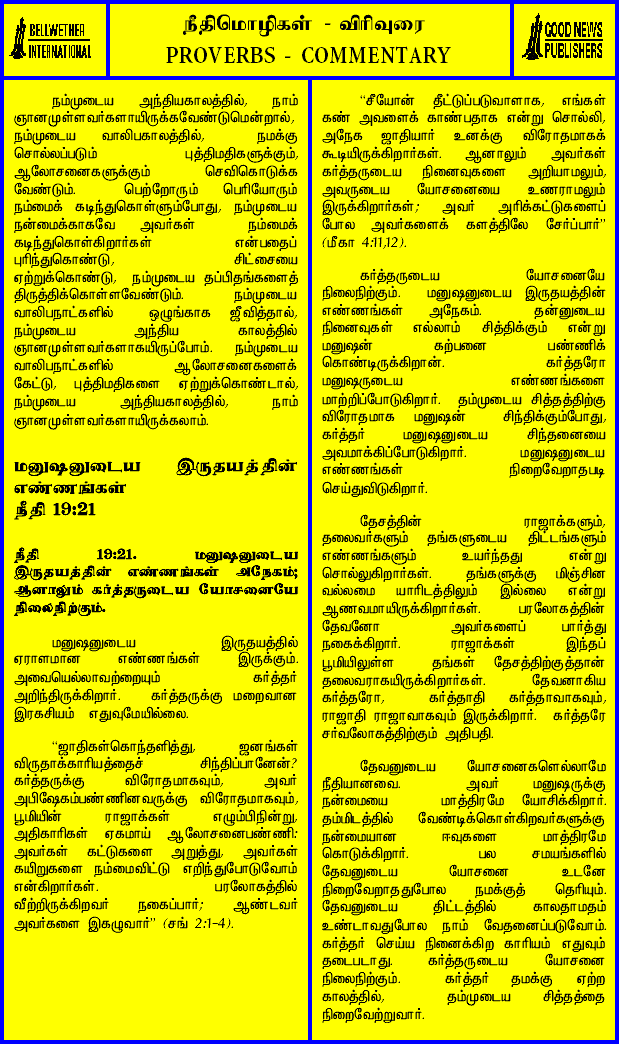 BELLWETHER
INTERNATIONAL
நீதிமொழிகள் - விரிவுரை
PROVERBS - COMMENTARY
GOOD NEWS
PUBLISHERS
நம்முடைய அந்தியகாலத்தில், நாம்
ஞானமுள்ளவர்களாயிருக்கவேண்டுமென்றால்,
நம்முடைய வாலிபகாலத்தில், நமக்கு
சொல்லப்படும் புத்திமதிகளுக்கும்,
ஆலோசனைகளுக்கும் செவிகொடுக்க
வேண்டும். பெற்றோரும் பெரியோரும்
நம்மைக் கடிந்துகொள்ளும்போது, நம்முடைய
நன்மைக்காகவே அவர்கள் நம்மைக்
கடிந்துகொள்கிறார்கள் என்பதைப்
புரிந்துகொண்டு, சிட்சையை
ஏற்றுக்கொண்டு, நம்முடைய தப்பிதங்களைத்
திருத்திக்கொள்ளவேண்டும். நம்முடைய
வாலிபநாட்களில் ஒழுங்காக ஜீவித்தால்,
நம்முடைய அந்திய காலத்தில்
ஞானமுள்ளவர்களாகயிருப்போம். நம்முடைய
வாலிபநாட்களில் ஆலோசனைகளைக்
கேட்டு, புத்திமதிகளை ஏற்றுக்கொண்டால்,
நம்முடைய அந்தியகாலத்தில், நாம்
ஞானமுள்ளவர்களாயிருக்கலாம்.
மனுஷனுடைய இருதயத்தின்
எண்ணங்கள்
நீதி 19:21
நீதி 19:21. மனுஷனுடைய
இருதயத்தின் எண்ணங்கள் அநேகம்;
ஆனாலும் கர்த்தருடைய யோசனையே
நிலைநிற்கும்.
மனுஷனுடைய இருதயத்தில்
ஏராளமான எண்ணங்கள் இருக்கும்.
அவையெல்லாவற்றையும் கர்த்தர்
அறிந்திருக்கிறார். கர்த்தருக்கு மறைவான
இரகசியம் எதுவுமேயில்லை.
"ஜாதிகள்கொந்தளித்து, ஜனங்கள்
விருதாக்காரியத்தைச் சிந்திப்பானேன்?
கர்த்தருக்கு விரோதமாகவும், அவர்
அபிஷேகம்பண்ணினவருக்கு விரோதமாகவும்,
பூமியின் ராஜாக்கள் எழும்பிநின்று,
அதிகாரிகள் ஏகமாய் ஆலோசனைபண்ணி:
அவர்கள் கட்டுகளை அறுத்து, அவர்கள்
கயிறுகளை நம்மைவிட்டு எறிந்துபோடுவோம்
என்கிறார்கள். பரலோகத்தில்
வீற்றிருக்கிறவர் நகைப்பார்; ஆண்டவர்
அவர்களை இகழுவார்" (சங் 2:1-4).
"சீயோன் தீட்டுப்படுவாளாக, எங்கள்
கண் அவளைக் காண்பதாக என்று சொல்லி,
அநேக ஜாதியார் உனக்கு விரோதமாகக்
கூடியிருக்கிறார்கள். ஆனாலும் அவர்கள்
கர்த்தருடைய நினைவுகளை அறியாமலும்,
அவருடைய யோசனையை உணராமலும்
இருக்கிறார்கள்; அவர் அரிக்கட்டுகளைப்
போல அவர்களைக் களத்திலே சேர்ப்பார்"
(மீகா 4:11,12).
கர்த்தருடைய யோசனையே
நிலைநிற்கும். மனுஷனுடைய இருதயத்தின்
எண்ணங்கள் அநேகம். தன்னுடைய
நினைவுகள் எல்லாம் சித்திக்கும் என்று
மனுஷன் கற்பனை பண்ணிக்
கொண்டிருக்கிறான். கர்த்தரோ
மனுஷருடைய எண்ணங்களை
மாற்றிப்போடுகிறார். தம்முடைய சித்தத்திற்கு
விரோதமாக மனுஷன் சிந்திக்கும்போது,
கர்த்தர் மனுஷனுடைய சிந்தனையை
அவமாக்கிப்போடுகிறார். மனுஷனுடைய
எண்ணங்கள் நிறைவேறாதபடி
செய்துவிடுகிறார்.
தேசத்தின் ராஜாக்களும்,
தலைவர்களும் தங்களுடைய திட்டங்களும்
எண்ணங்களும் உயர்ந்தது என்று
சொல்லுகிறார்கள். தங்களுக்கு மிஞ்சின
வல்லமை யாரிடத்திலும் இல்லை என்று
ஆணவமாயிருக்கிறார்கள். பரலோகத்தின்
தேவனோ அவர்களைப் பார்த்து
நகைக்கிறார். ராஜாக்கள் இந்தப்
பூமியிலுள்ள தங்கள் தேசத்திற்குத்தான்
தலைவராகயிருக்கிறார்கள். தேவனாகிய
கர்த்தரோ, கர்த்தாதி கர்த்தாவாகவும்,
ராஜாதி ராஜாவாகவும் இருக்கிறார். கர்த்தரே
சர்வலோகத்திற்கும் அதிபதி.
தேவனுடைய யோசனைகளெல்லாமே
நீதியானவை. அவர் மனுஷருக்கு
நன்மையை மாத்திரமே யோசிக்கிறார்.
தம்மிடத்தில் வேண்டிக்கொள்கிறவர்களுக்கு
நன்மையான ஈவுகளை மாத்திரமே
கொடுக்கிறார். பல சமயங்களில்
தேவனுடைய யோசனை உடனே
நிறைவேறாததுபோல நமக்குத் தெரியும்.
தேவனுடைய திட்டத்தில் காலதாமதம்
உண்டாவதுபோல நாம் வேதனைப்படுவோம்.
கர்த்தர் செய்ய நினைக்கிற காரியம் எதுவும்
தடைபடாது. கர்த்தருடைய யோசனை
நிலைநிற்கும். கர்த்தர் தமக்கு ஏற்ற
காலத்தில், தம்முடைய சித்தத்தை
நிறைவேற்றுவார்.